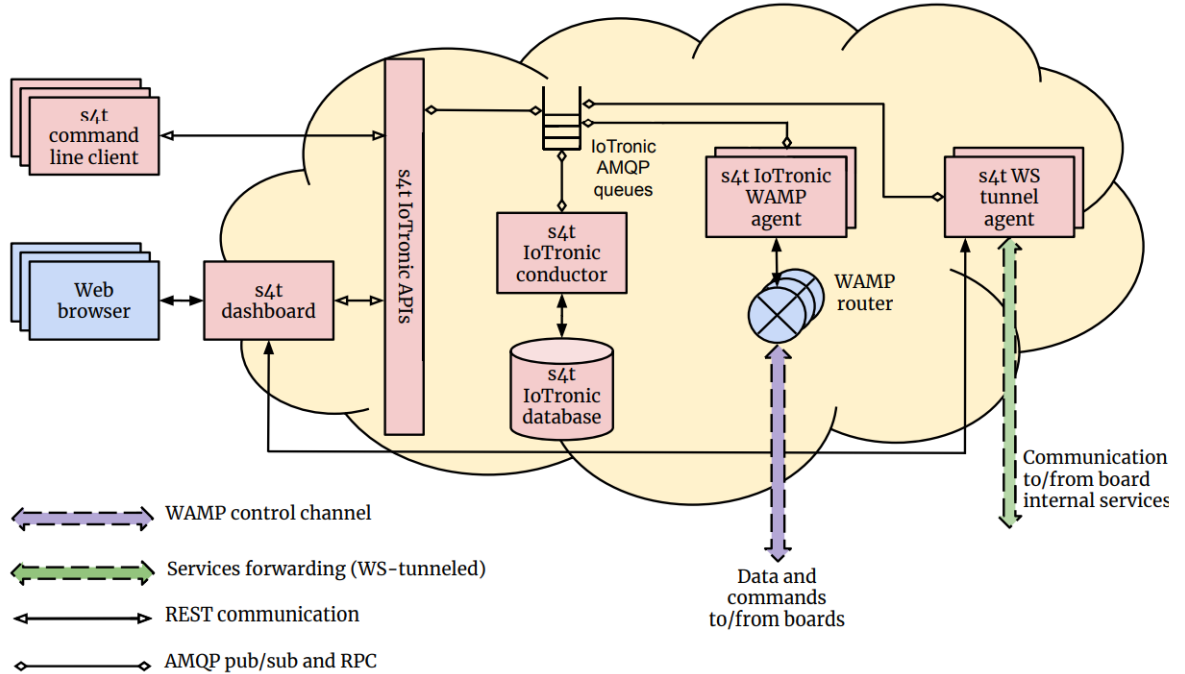 s4t
command
line client
Web
browser
s4t
dashboard
s4t IoTronic APIs
IoTronic
AMQP
queues
s4t
IoTronic
conductor
s4t
IoTronic
database
s4t IoTronic
WAMP
agent
WAMP
router
s4t WS
tunnel
agent
Communication
to/from board
internal services
Data and
commands
to/from boards
WAMP control channel
Services forwarding (WS-tunneled)
REST communication
AMQP pub/sub and RPC